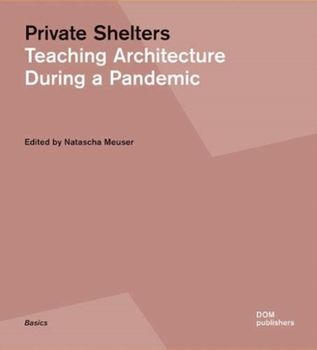 Private Shelters
Teaching Architecture
During a Pandemic
Edited by Natascha Meuser
Basics
DOM
publishers